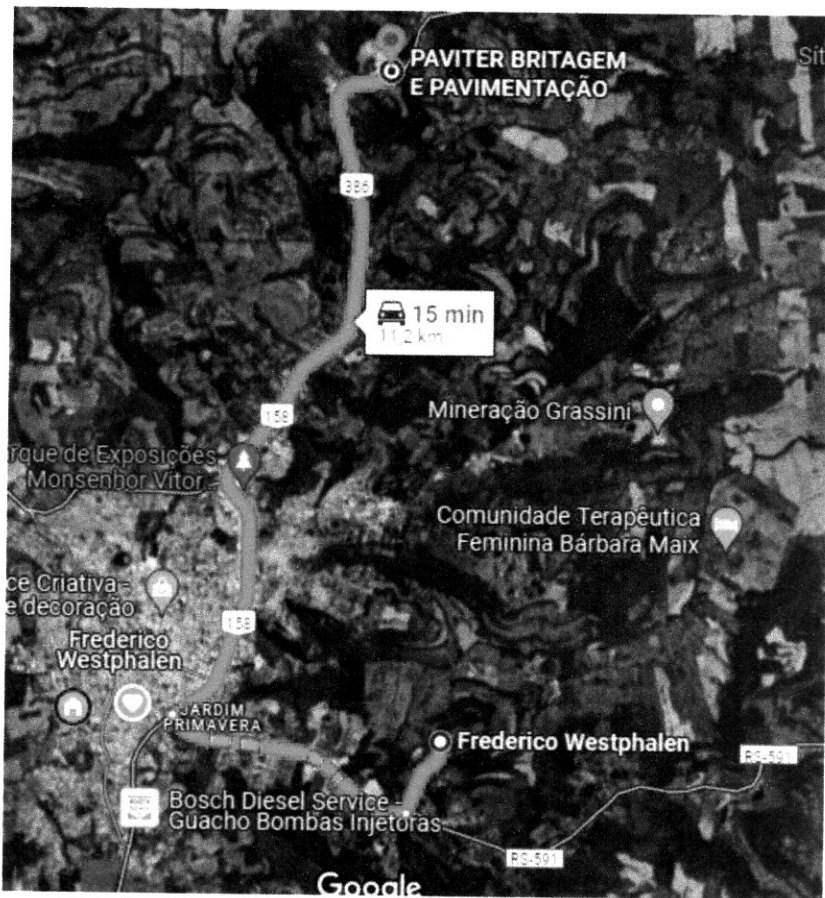 PAVITER BRITAGEM
E PAVIMENTAÇÃO
Sít
386
15 min
11,2 km
158
Mineração Grassini
rque de Exposições
Monsenhor Vítor
Comunidade Terapêutica
Feminina Bárbara Maix
ce Criativa -
e decoração
158
Frederico
Westphalen
JARDIM
PRIMAVERA
Frederico Westphalen
RS-591
Bosch Diesel Service -
Guacho Bombas Injetoras
RS-591
Google